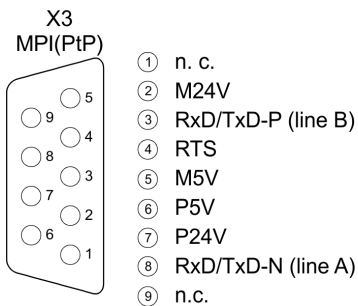 X3
MPI(PtP)
5
9
4
8
3
7
2
6
1
1 n. c.
2 M24V
3 RxD/TxD-P (line B)
4 RTS
5 M5V
6 P5V
7 P24V
8 RxD/TxD-N (line A)
9 n.c.